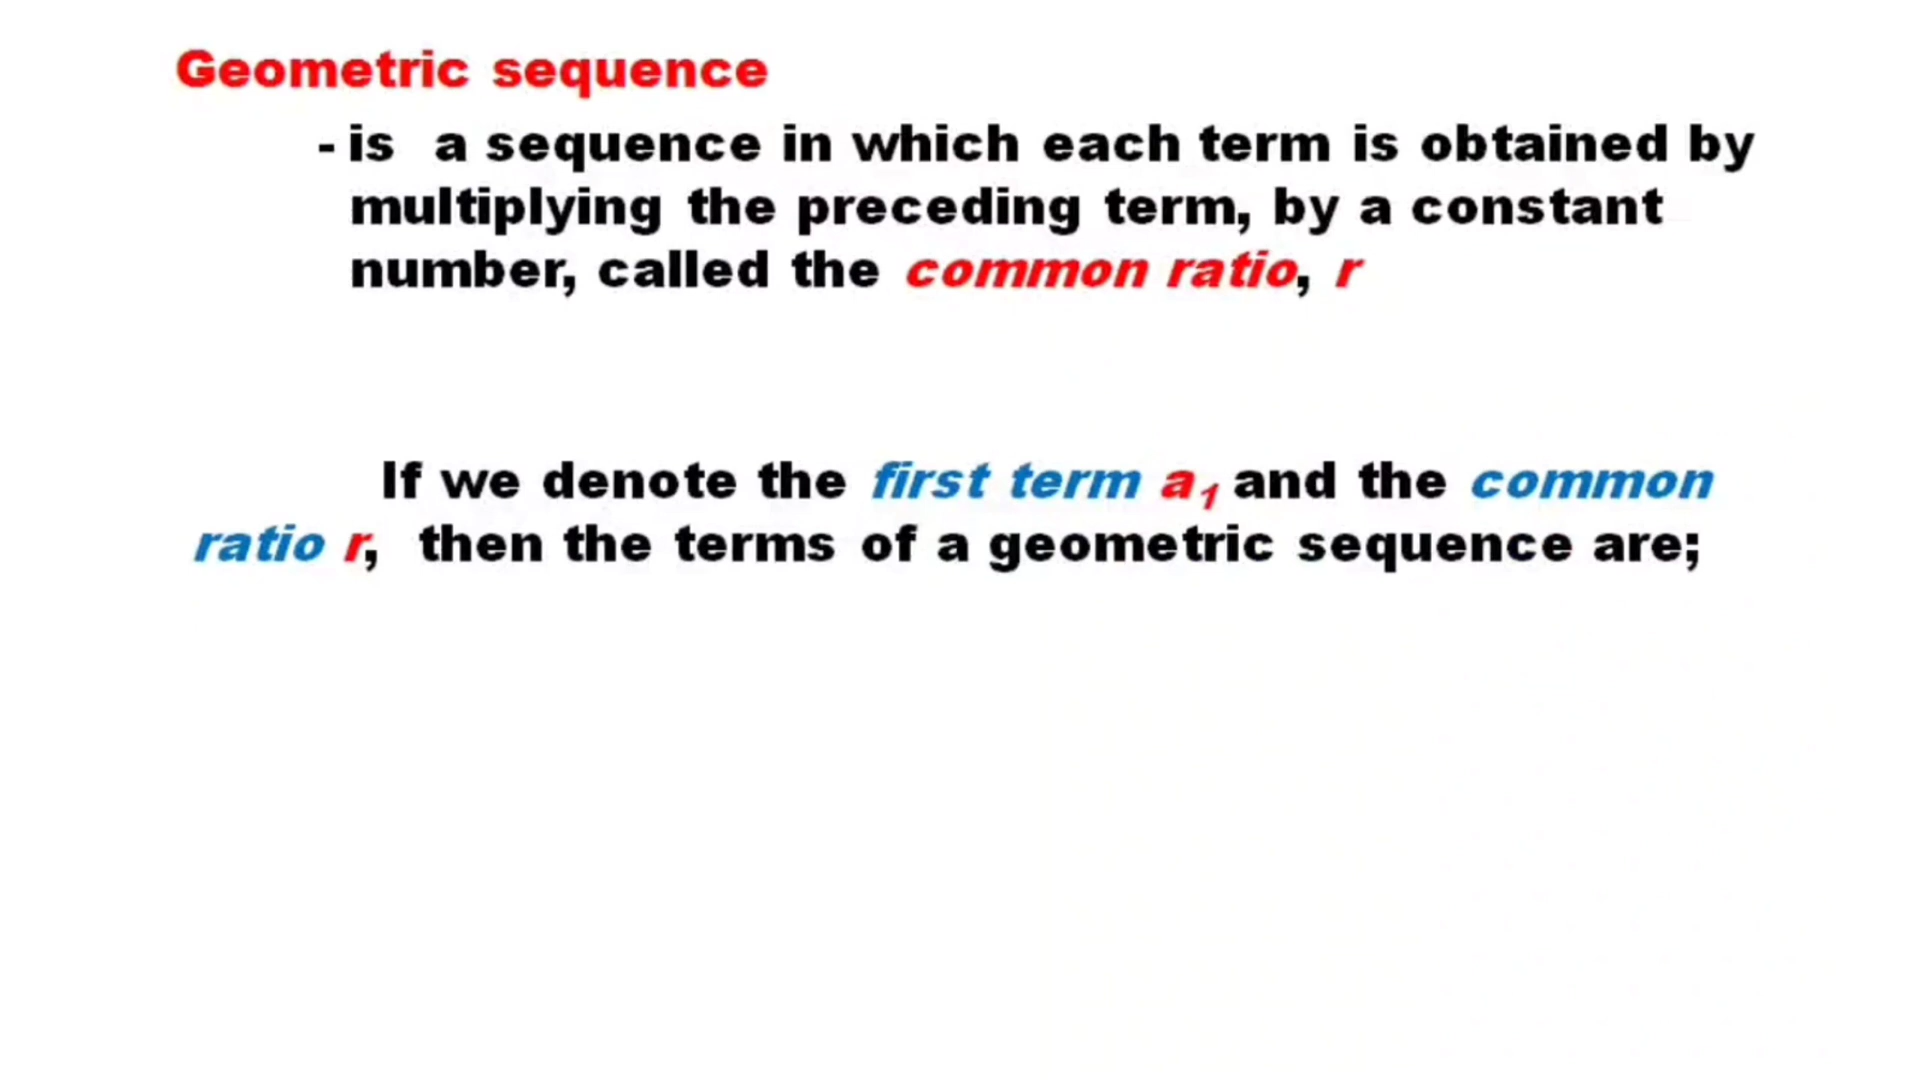 Geometric sequence
- is a sequence in which each term is obtained by
multiplying the preceding term, by a constant
number, called the common ratio, r
If we denote the first term a₁ and the common
ratio r, then the terms of a geometric sequence are;